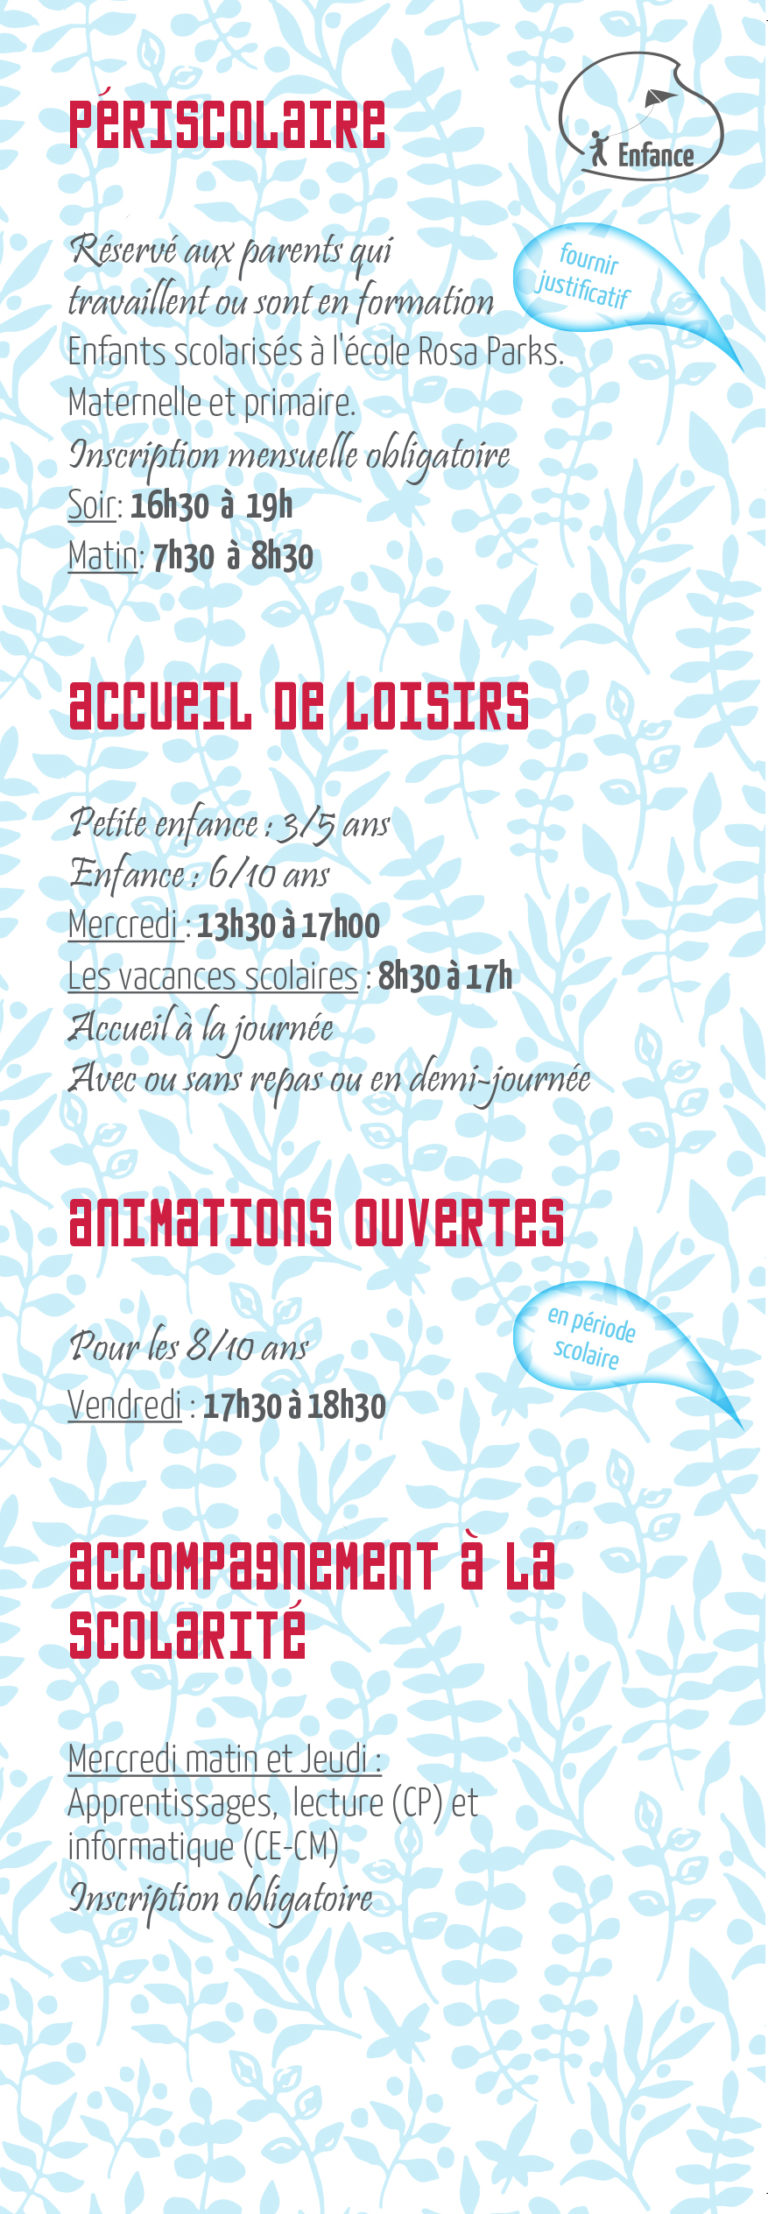 PÉRISCOLAIRE
Enfance
Réservé aux parents qui
travaillent ou sont en formation
fournir
justificatif
Enfants scolarisés à l'école Rosa Parks.
Maternelle et primaire.
Inscription mensuelle obligatoire
Soir: 16h30 à 19h
Matin: 7h30 à 8h30
ACCUEIL DE LOISIRS
Petite enfance : 3/5 ans
Enfance : 6/10 ans
Mercredi : 13h30 à 17h00
Les vacances scolaires : 8h30 à 17h
Accueil à la journée
Avec ou sans repas ou en demi-journée
ANIMATIONS OUVERTES
en période
scolaire
Pour les 8/10 ans
Vendredi : 17h30 à 18h30
ACCOMPAGNEMENT À LA
SCOLARITÉ
Mercredi matin et Jeudi :
Apprentissages, lecture (CP) et
informatique (CE-CM)
Inscription obligatoire